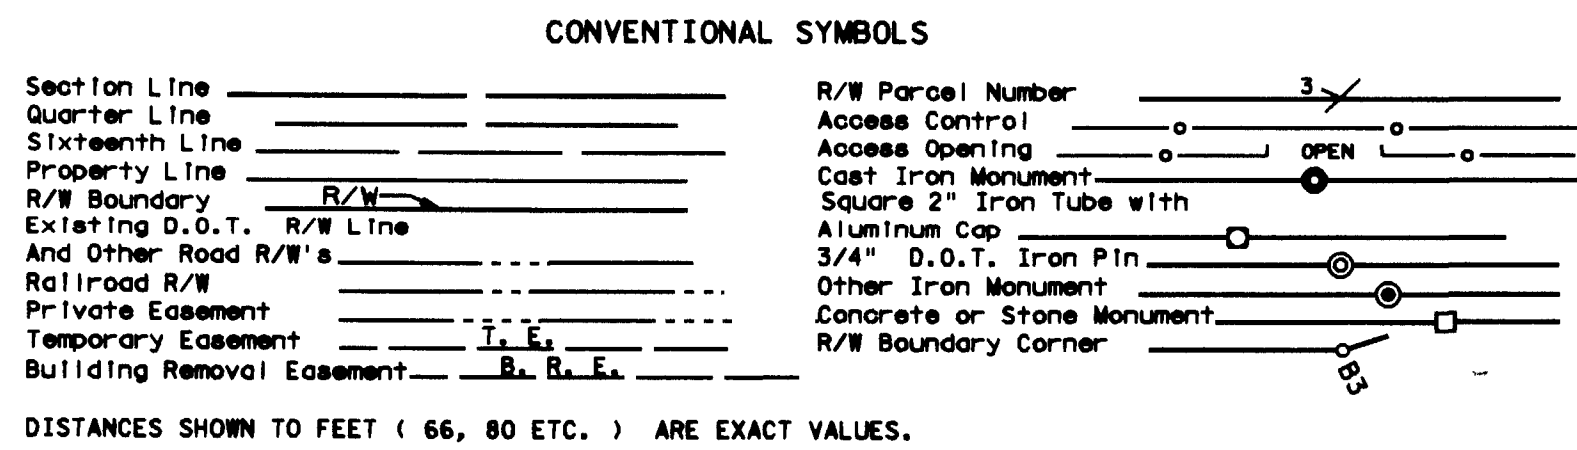 CONVENTIONAL SYMBOLS
Section Line
Quarter Line
Sixteenth Line
Property Line
R/W Boundary R/W
Existing D.O.T. R/W Line
And Other Road R/W's
Railroad R/W
Private Easement
Temporary Easement T. E.
Building Removal Easement B. R. E.
R/W Parcel Number 3
Access Control
Access Opening OPEN
Cast Iron Monument
Square 2" Iron Tube with
Aluminum Cap
3/4" D.O.T. Iron Pin
Other Iron Monument
Concrete or Stone Monument
R/W Boundary Corner
B3
DISTANCES SHOWN TO FEET ( 66, 80 ETC. ) ARE EXACT VALUES.